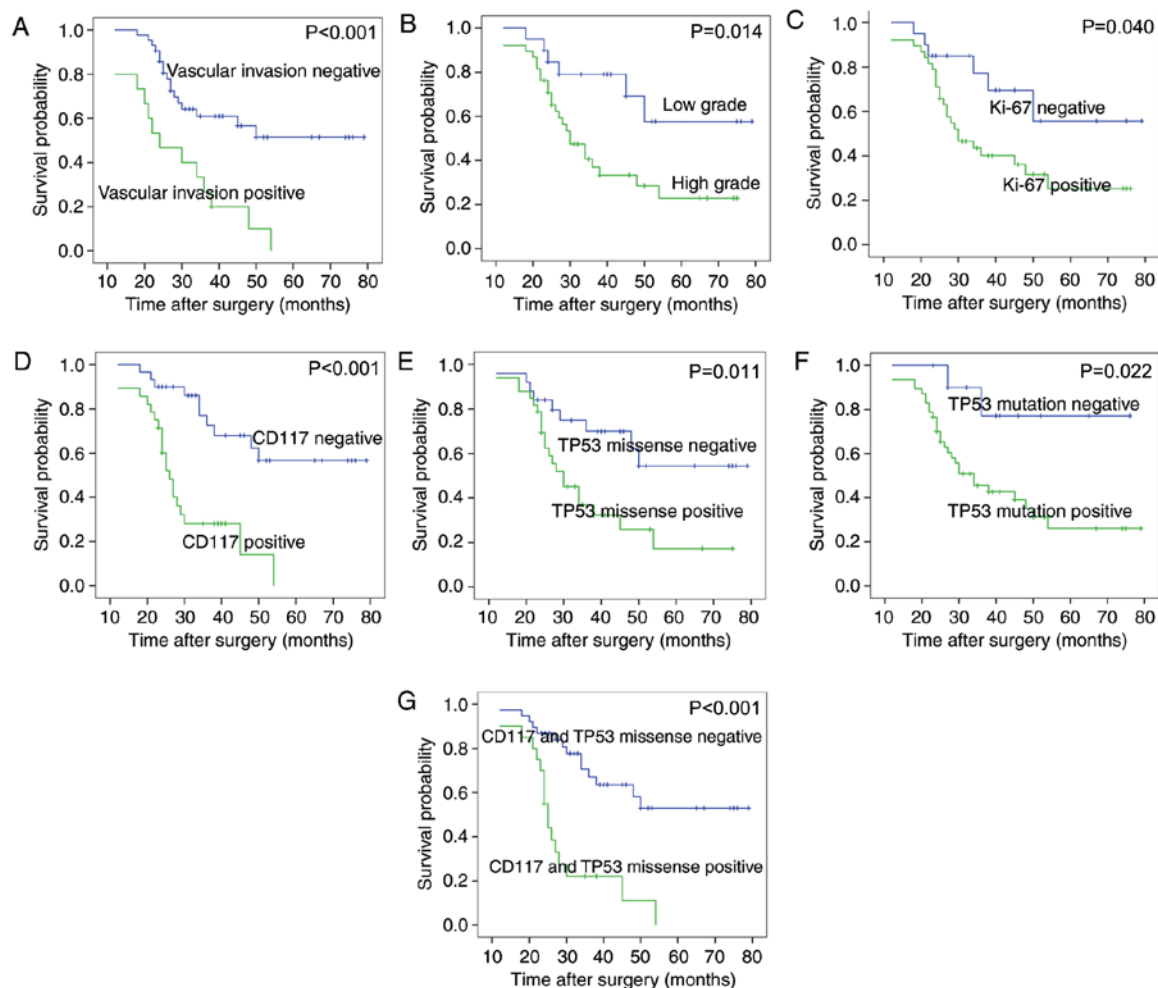 A
P<0.001
Survival probability
1.0
0.8
0.6
0.4
0.2
0.0
Vascular invasion negative
Vascular invasion positive
10 20 30 40 50 60 70 80
Time after surgery (months)
B
P=0.014
Survival probability
1.0
0.8
0.6
0.4
0.2
0.0
Low grade
High grade
10 20 30 40 50 60 70 80
Time after surgery (months)
C
P=0.040
Survival probability
1.0
0.8
0.6
0.4
0.2
0.0
Ki-67 negative
Ki-67 positive
10 20 30 40 50 60 70 80
Time after surgery (months)
D
P<0.001
Survival probability
1.0
0.8
0.6
0.4
0.2
0.0
CD117 negative
CD117 positive
10 20 30 40 50 60 70 80
Time after surgery (months)
E
P=0.011
Survival probability
1.0
0.8
0.6
0.4
0.2
0.0
TP53 missense negative
TP53 missense positive
10 20 30 40 50 60 70 80
Time after surgery (months)
F
P=0.022
Survival probability
1.0
0.8
0.6
0.4
0.2
0.0
TP53 mutation negative
TP53 mutation positive
10 20 30 40 50 60 70 80
Time after surgery (months)
G
P<0.001
Survival probability
1.0
0.8
0.6
0.4
0.2
0.0
CD117 and TP53 missense negative
CD117 and TP53 missense positive
10 20 30 40 50 60 70 80
Time after surgery (months)